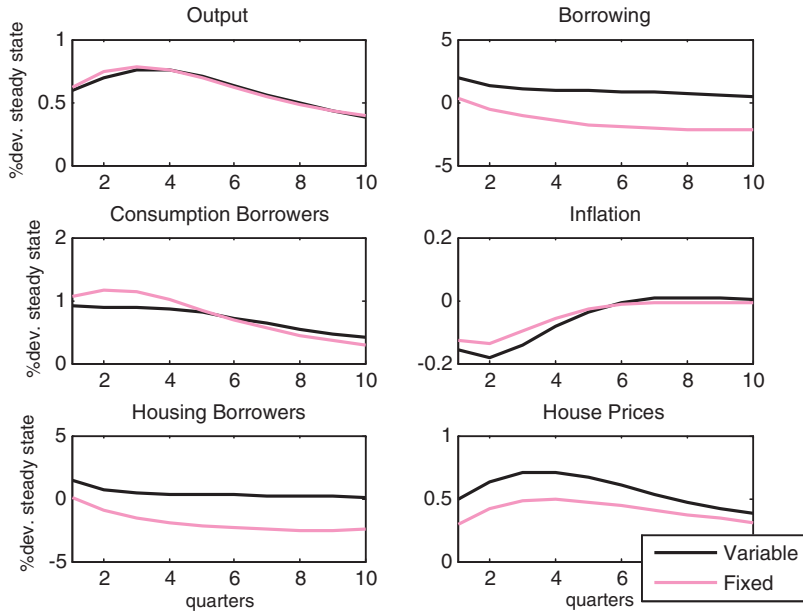 Output
%dev. steady state
1
0.5
0
2 4 6 8 10
Borrowing
5
0
-5
2 4 6 8 10
Consumption Borrowers
%dev. steady state
2
1
0
2 4 6 8 10
Inflation
0.2
0
-0.2
2 4 6 8 10
Housing Borrowers
%dev. steady state
5
0
-5
2 4 6 8 10
quarters
House Prices
1
0.5
0
2 4 6 8 10
quarters
Variable
Fixed